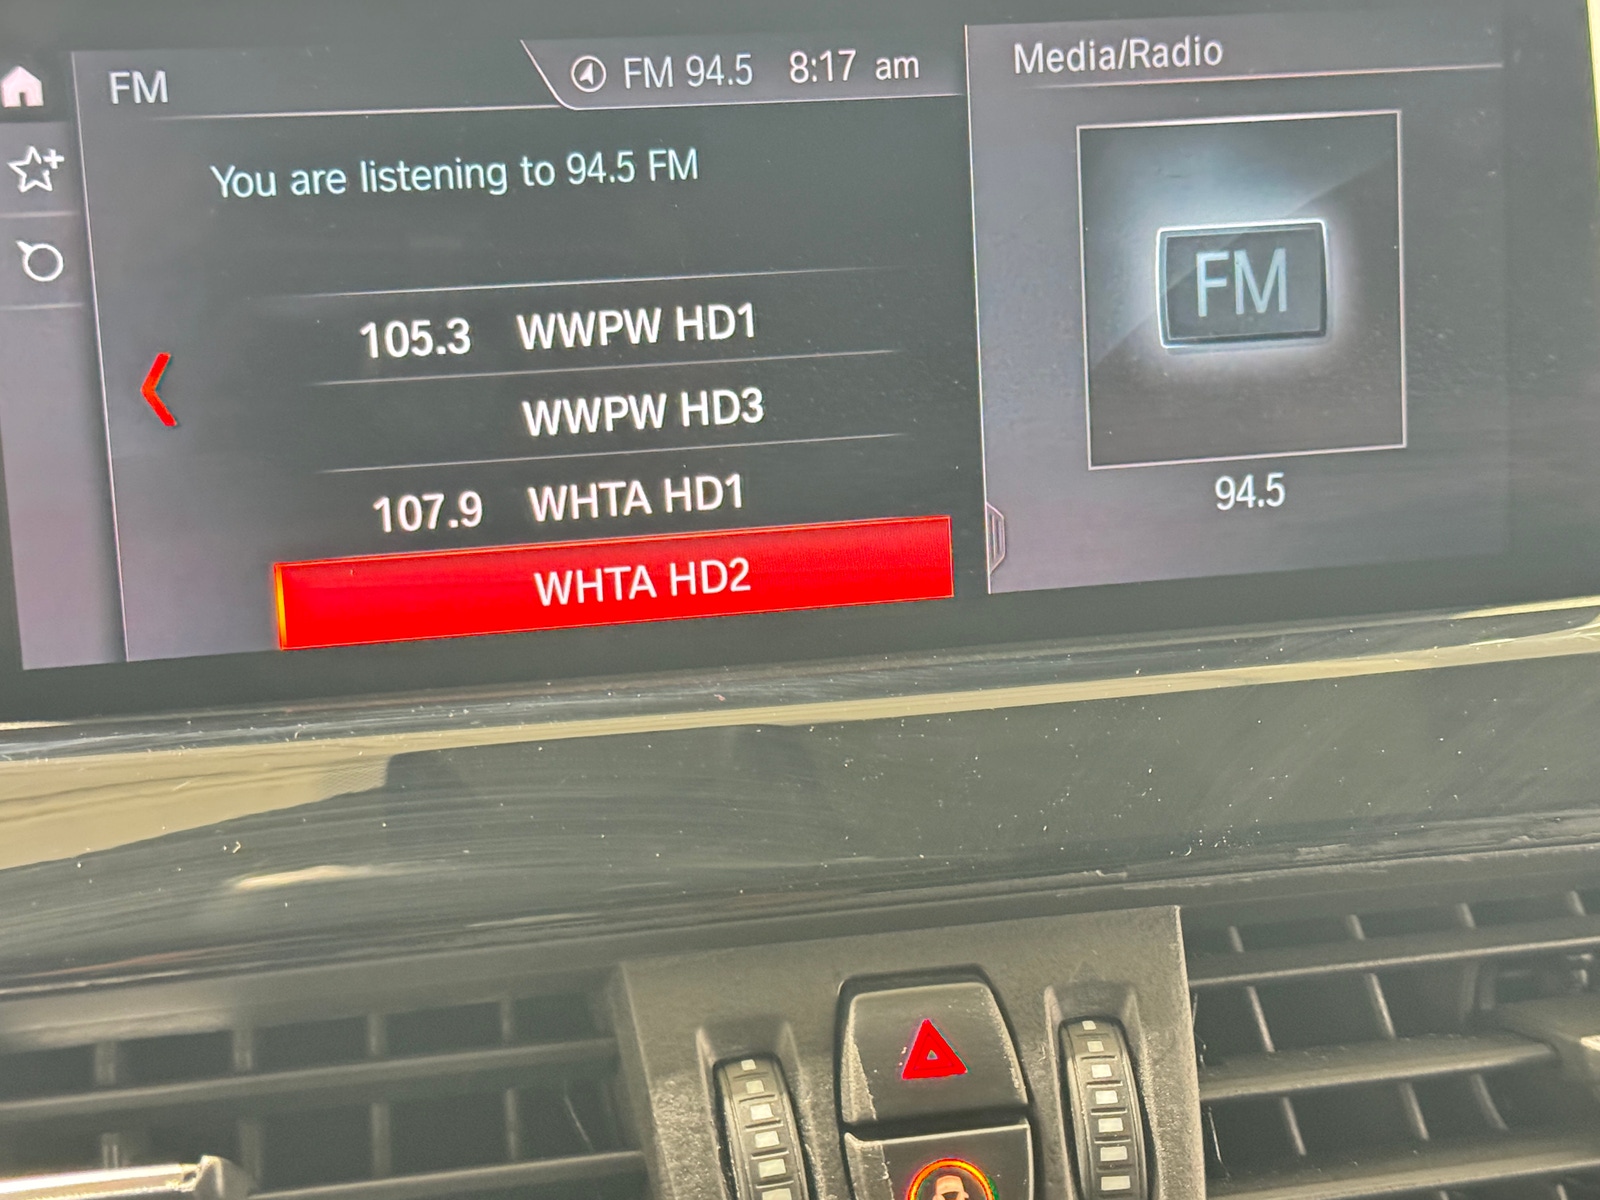 FM
FM 94.5 8:17 am
Media/Radio
You are listening to 94.5 FM
105.3 WWPW HD1
WWPW HD3
107.9 WHTA HD1
WHTA HD2
FM
94.5